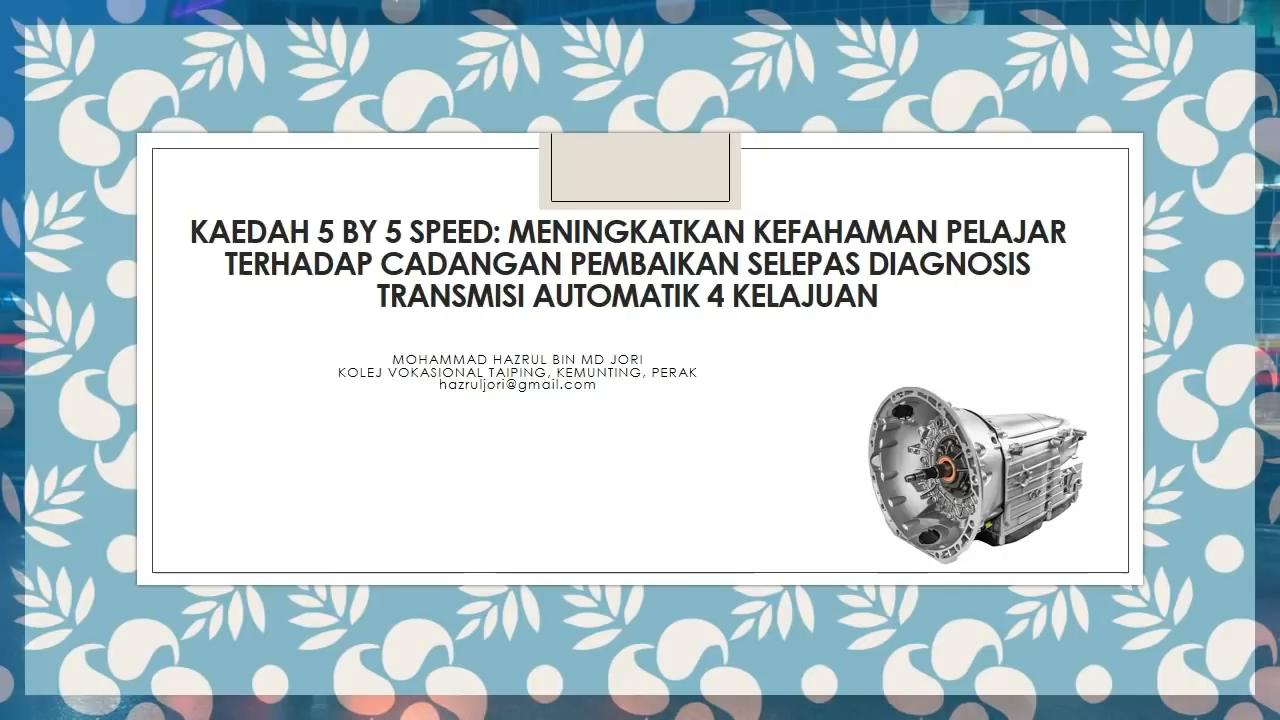 KAEDAH 5 BY 5 SPEED: MENINGKATKAN KEFAHAMAN PELAJAR
TERHADAP CADANGAN PEMBAIKAN SELEPAS DIAGNOSIS
TRANSMISI AUTOMATIK 4 KELAJUAN
MOHAMMAD HAZRUL BIN MD JORI
KOLEJ VOKASIONAL TAIPING, KEMUNTING, PERAK
hazruljori@gmail.com